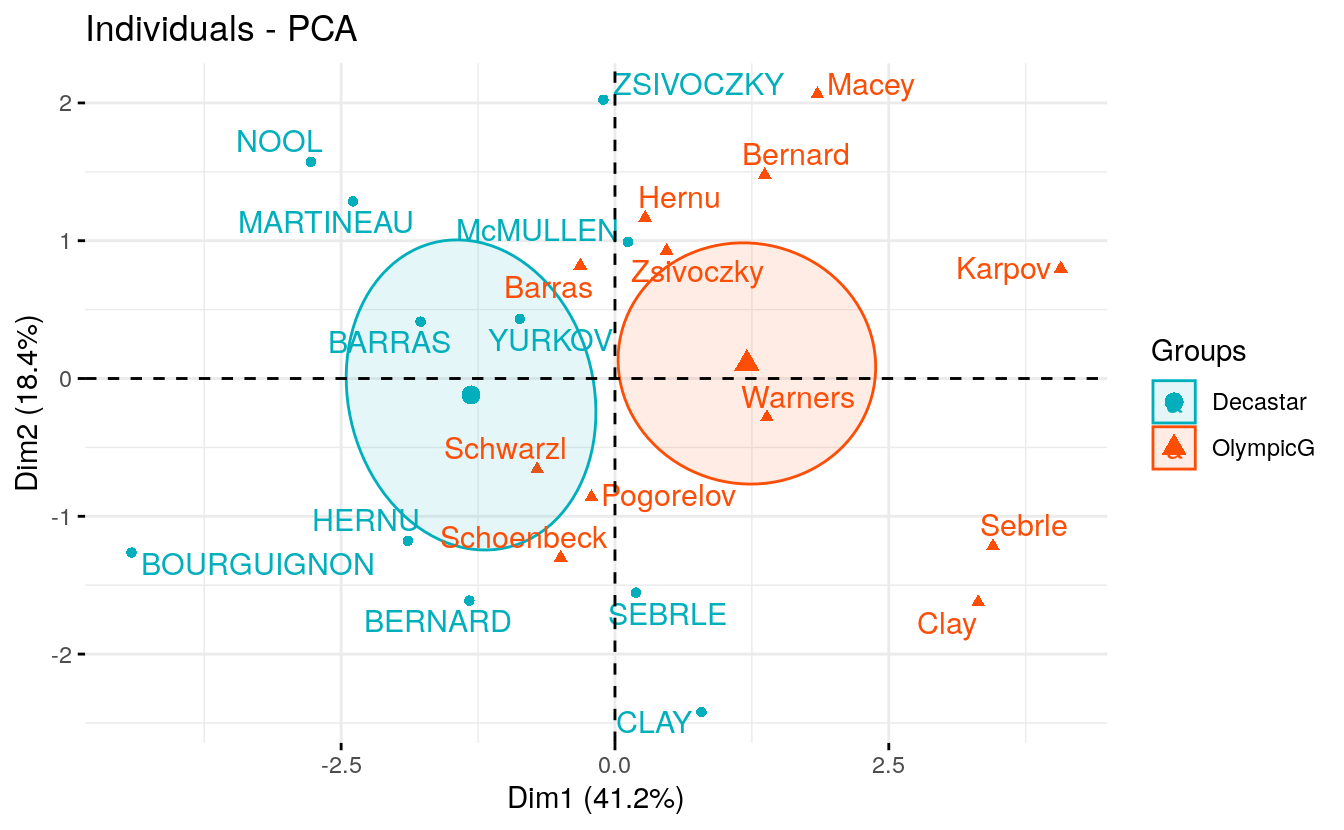 Individuals - PCA
ZSIVOCZKY
Macey
NOOL
Bernard
Hernu
MARTINEAU
McMULLEN
Zsivoczky
Karpov
Barras
BARRAS
YURKOV
Warners
Schwarzl
Pogorelov
HERNU
Schoenbeck
Sebrle
BOURGUIGNON
BERNARD
SEBRLE
Clay
CLAY
2
1
0
-1
-2
Dim2 (18.4%)
-2.5
0.0
2.5
Dim1 (41.2%)
Groups
Decastar
OlympicG